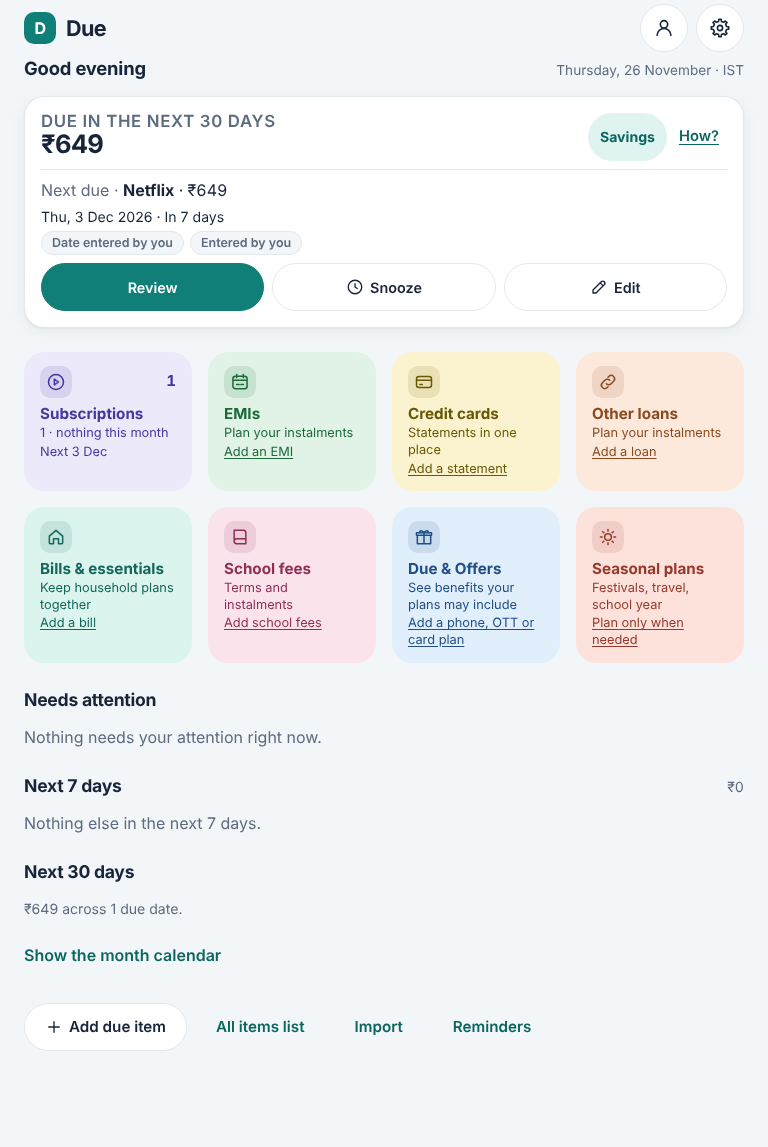 D Due
Good evening
Thursday, 26 November · IST
DUE IN THE NEXT 30 DAYS
₹649
Savings
How?
Next due · Netflix · ₹649
Thu, 3 Dec 2026 · In 7 days
Date entered by you
Entered by you
Review
Snooze
Edit
1
Subscriptions
1 · nothing this month
Next 3 Dec
EMIs
Plan your instalments
Add an EMI
Credit cards
Statements in one
place
Add a statement
Other loans
Plan your instalments
Add a loan
Bills & essentials
Keep household plans
together
Add a bill
School fees
Terms and
instalments
Add school fees
Due & Offers
See benefits your
plans may include
Add a phone, OTT or
card plan
Seasonal plans
Festivals, travel,
school year
Plan only when
needed
Needs attention
Nothing needs your attention right now.
Next 7 days
₹0
Nothing else in the next 7 days.
Next 30 days
₹649 across 1 due date.
Show the month calendar
Add due item
All items list
Import
Reminders